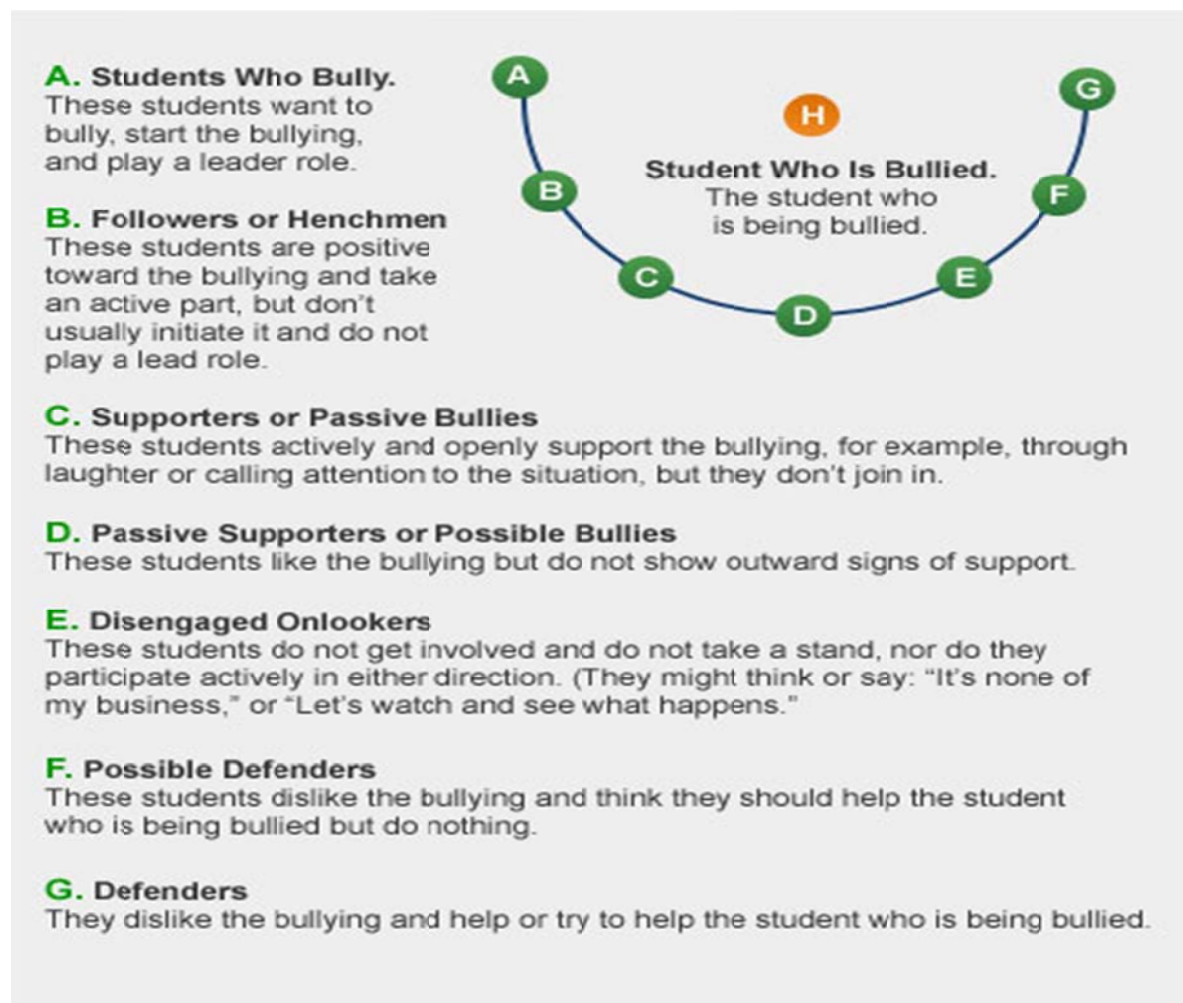 A. Students Who Bully.
These students want to
bully, start the bullying,
and play a leader role.
B. Followers or Henchmen
These students are positive
toward the bullying and take
an active part, but don't
usually initiate it and do not
play a lead role.
A
B
C
D
E
F
G
H
Student Who Is Bullied.
The student who
is being bullied.
C. Supporters or Passive Bullies
These students actively and openly support the bullying, for example, through
laughter or calling attention to the situation, but they don't join in.
D. Passive Supporters or Possible Bullies
These students like the bullying but do not show outward signs of support.
E. Disengaged Onlookers
These students do not get involved and do not take a stand, nor do they
participate actively in either direction. (They might think or say: “It's none of
my business,” or “Let's watch and see what happens.”
F. Possible Defenders
These students dislike the bullying and think they should help the student
who is being bullied but do nothing.
G. Defenders
They dislike the bullying and help or try to help the student who is being bullied.